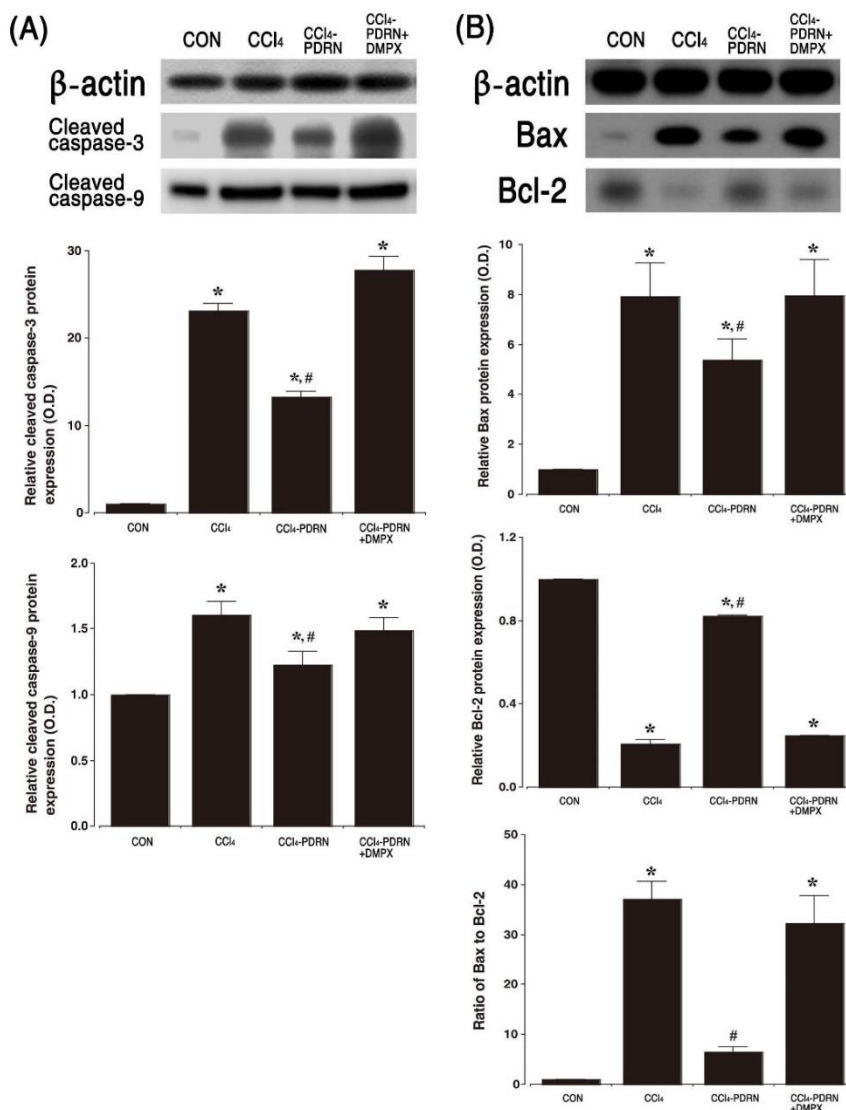 (A)
CON CCl₄ CCl₄-PDRN CCl₄-PDRN+DMPX
β-actin
Cleaved
caspase-3
Cleaved
caspase-9
Relative cleaved caspase-3 protein
expression (O.D.)
30
20
10
0
*
*, #
*
CON CCl₄ CCl₄-PDRN CCl₄-PDRN
+DMPX
Relative cleaved caspase-9 protein
expression (O.D.)
2.0
1.5
1.0
0.5
0.0
*
*, #
*
CON CCl₄ CCl₄-PDRN CCl₄-PDRN
+DMPX
(B)
CON CCl₄ CCl₄-PDRN CCl₄-PDRN+DMPX
β-actin
Bax
Bcl-2
Relative Bax protein expression (O.D.)
10
8
6
4
2
0
*
*, #
*
CON CCl₄ CCl₄-PDRN CCl₄-PDRN
+DMPX
Relative Bcl-2 protein expression (O.D.)
1.2
0.8
0.4
0.0
*
*, #
*
CON CCl₄ CCl₄-PDRN CCl₄-PDRN
+DMPX
Ratio of Bax to Bcl-2
50
40
30
20
10
0
*
#
*
CON CCl₄ CCl₄-PDRN CCl₄-PDRN
+DMPX